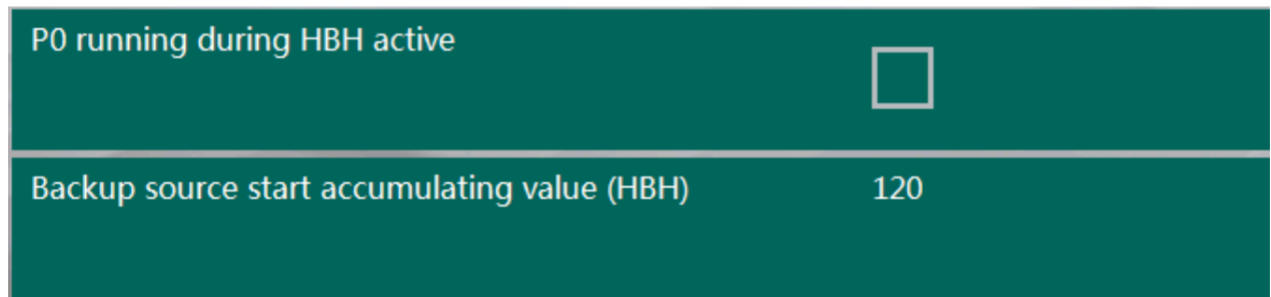 P0 running during HBH active
Backup source start accumulating value (HBH) 120